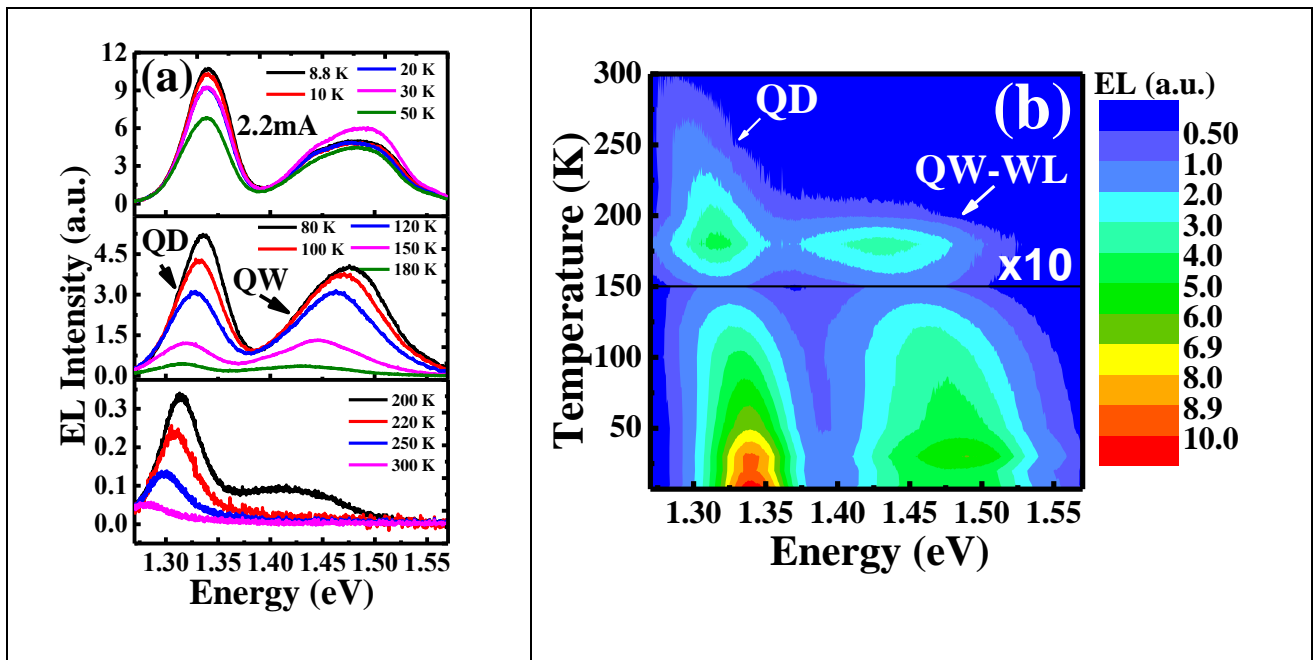 (a)
2.2mA
8.8 K
10 K
20 K
30 K
50 K
12
9
6
3
0
QD
QW
80 K
100 K
120 K
150 K
180 K
4.5
3.0
1.5
0.0
200 K
220 K
250 K
300 K
0.3
0.2
0.1
0.0
EL Intensity (a.u.)
1.30 1.35 1.40 1.45 1.50 1.55
Energy (eV)
(b)
QD
QW-WL
x10
300
250
200
150
100
50
Temperature (K)
1.30 1.35 1.40 1.45 1.50 1.55
Energy (eV)
EL (a.u.)
0.50
1.0
2.0
3.0
4.0
5.0
6.0
6.9
8.0
8.9
10.0